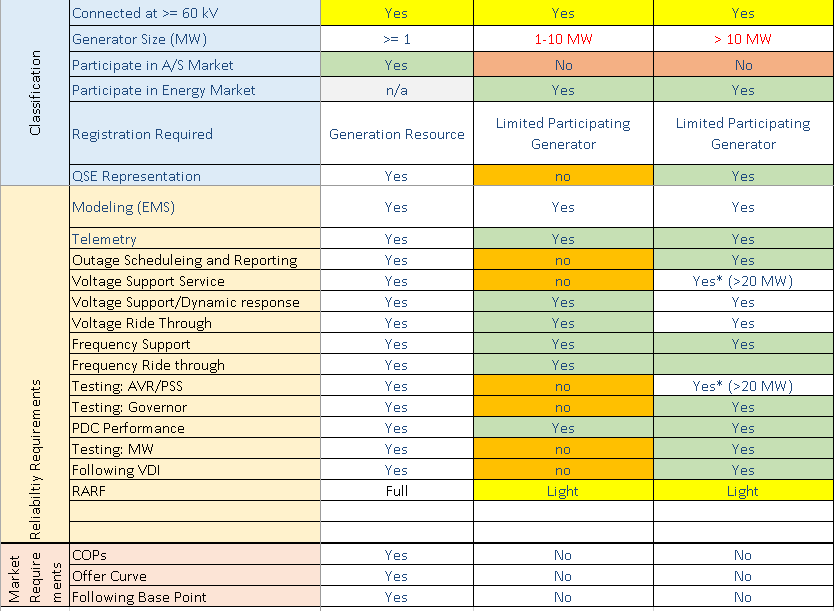 Classification
Connected at >= 60 kV Yes Yes Yes
Generator Size (MW) >= 1 1-10 MW > 10 MW
Participate in A/S Market Yes No No
Participate in Energy Market n/a Yes Yes
Registration Required Generation Resource Limited Participating Generator Limited Participating Generator
QSE Representation Yes no Yes
Reliabiltiy Requirements
Modeling (EMS) Yes Yes Yes
Telemetry Yes Yes Yes
Outage Scheduleing and Reporting Yes no Yes
Voltage Support Service Yes no Yes* (>20 MW)
Voltage Support/Dynamic response Yes Yes Yes
Voltage Ride Through Yes Yes Yes
Frequency Support Yes Yes Yes
Frequency Ride through Yes Yes
Testing: AVR/PSS Yes no Yes* (>20 MW)
Testing: Governor Yes no Yes
PDC Performance Yes Yes Yes
Testing: MW Yes no Yes
Following VDI Yes no Yes
RARF Full Light Light
Market
Require
ments
COPs Yes No No
Offer Curve Yes No No
Following Base Point Yes No No